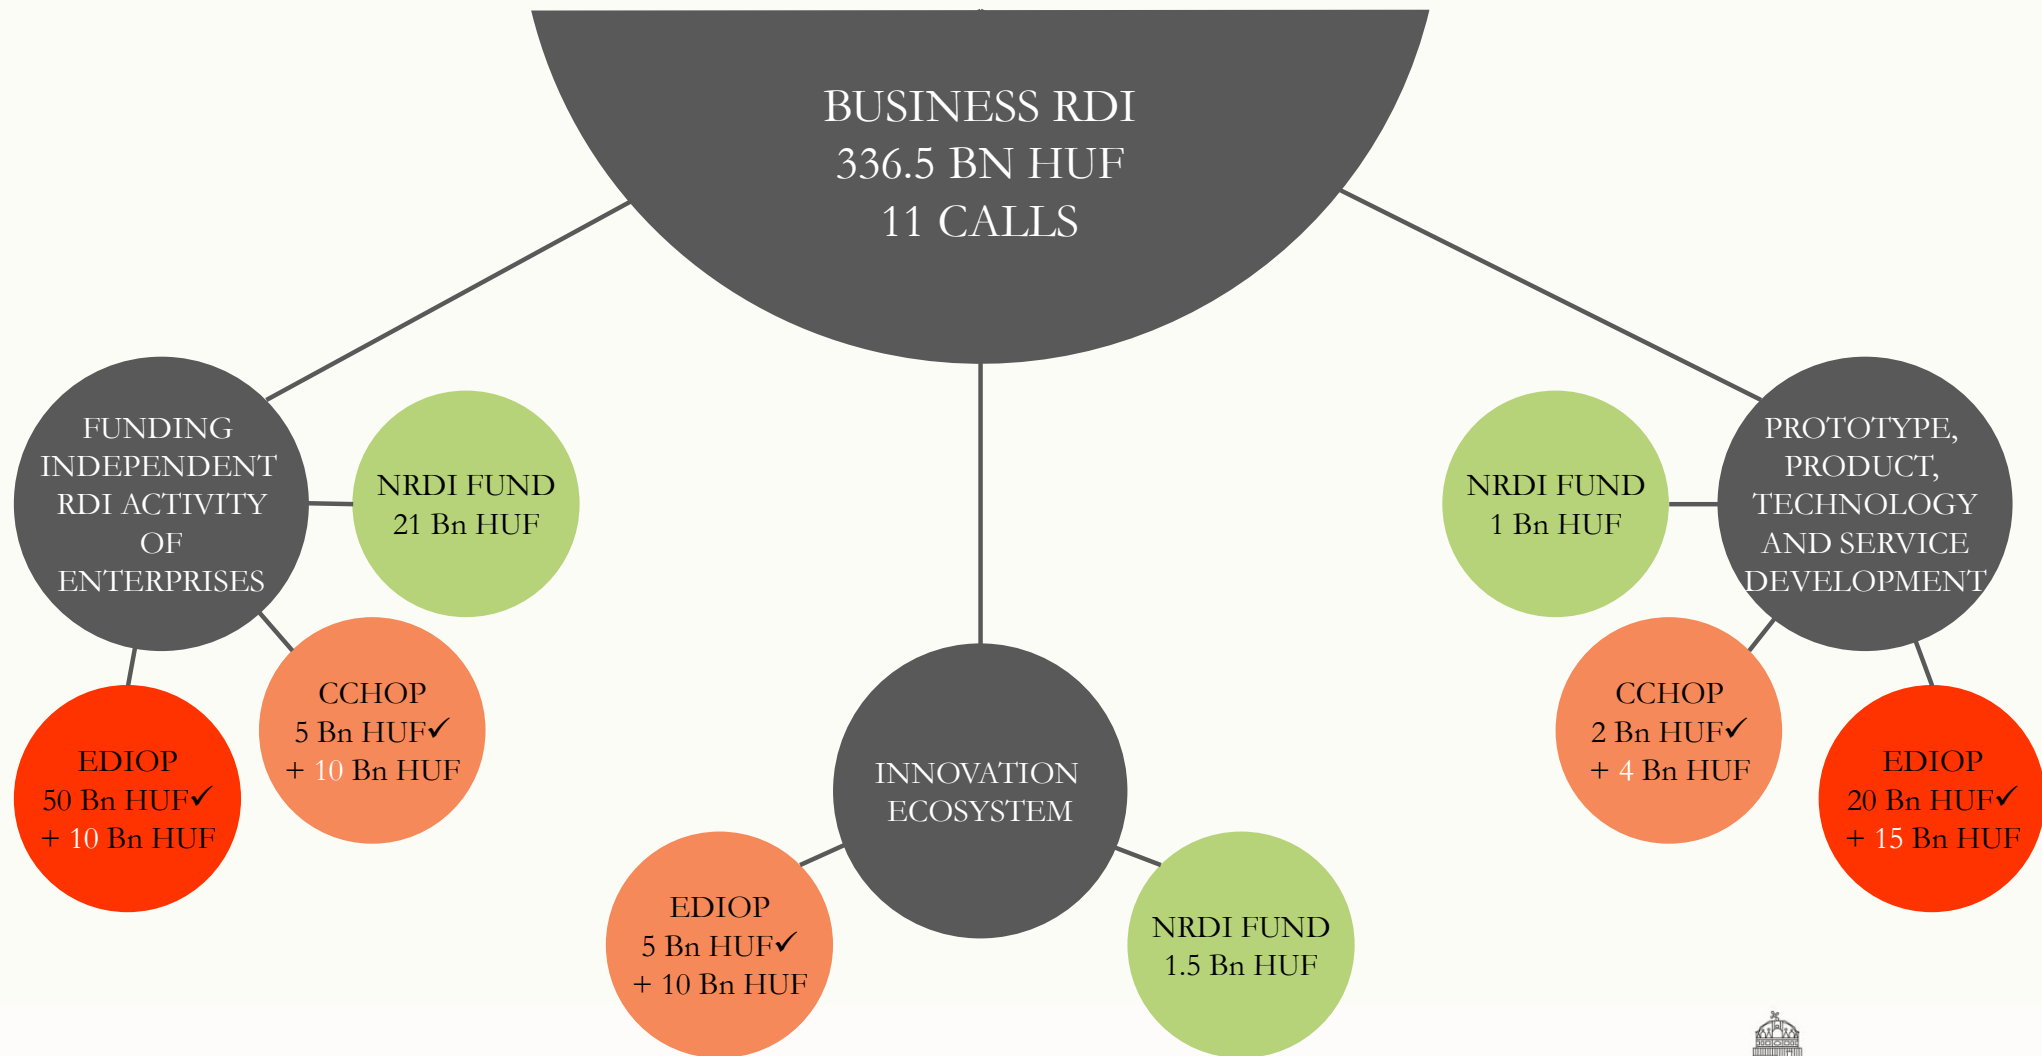 BUSINESS RDI
336.5 BN HUF
11 CALLS
FUNDING
INDEPENDENT
RDI ACTIVITY
OF
ENTERPRISES
NRDI FUND
21 Bn HUF
CCHOP
5 Bn HUF✓
+ 10 Bn HUF
EDIOP
50 Bn HUF✓
+ 10 Bn HUF
INNOVATION
ECOSYSTEM
EDIOP
5 Bn HUF✓
+ 10 Bn HUF
NRDI FUND
1.5 Bn HUF
PROTOTYPE,
PRODUCT,
TECHNOLOGY
AND SERVICE
DEVELOPMENT
NRDI FUND
1 Bn HUF
CCHOP
2 Bn HUF✓
+ 4 Bn HUF
EDIOP
20 Bn HUF✓
+ 15 Bn HUF